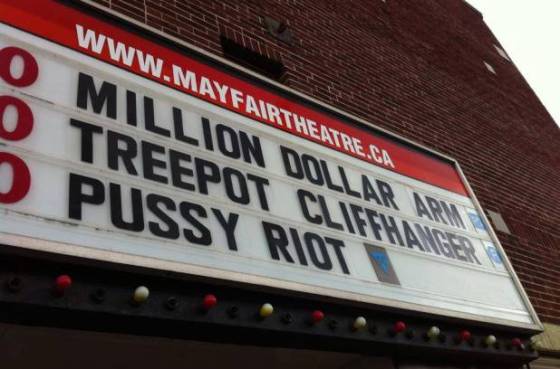 WWW.MAYFAIRTHEATRE.CA
O MILLION DOLLAR ARM
O TREEPOT CLIFFHANGER
O PUSSY RIOT